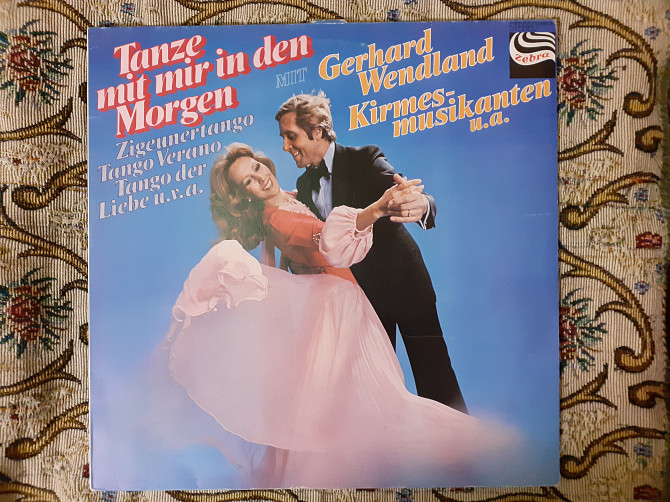 Tanze
mit mir in den
Morgen
Zigeunertango
Tango Verano
Tango der
Liebe u.v.a.
MIT
Gerhard
Wendland
Kirmes-
musikanten
u.a.
zebra